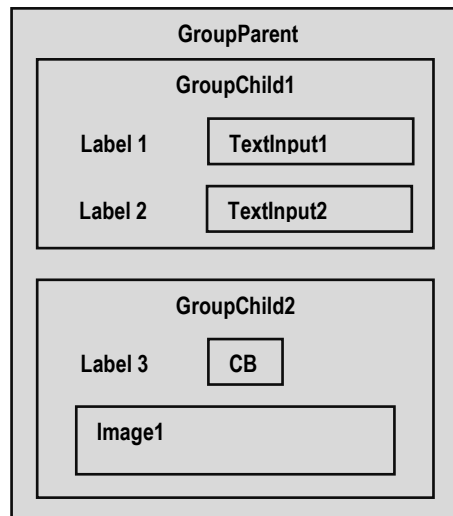 GroupParent
GroupChild1
Label 1 TextInput1
Label 2 TextInput2
GroupChild2
Label 3 CB
Image1